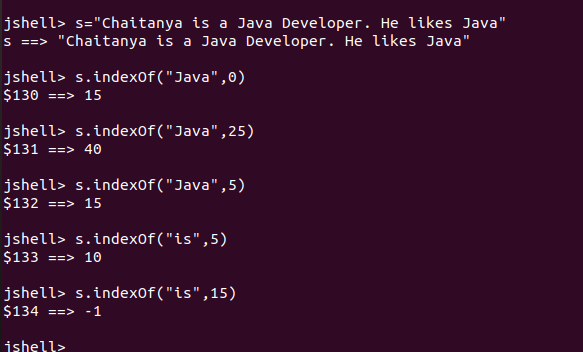 jshell> s="Chaitanya is a Java Developer. He likes Java"
s ==> "Chaitanya is a Java Developer. He likes Java"
jshell> s.indexOf("Java",0)
$130 ==> 15
jshell> s.indexOf("Java",25)
$131 ==> 40
jshell> s.indexOf("Java",5)
$132 ==> 15
jshell> s.indexOf("is",5)
$133 ==> 10
jshell> s.indexOf("is",15)
$134 ==> -1
jshell>